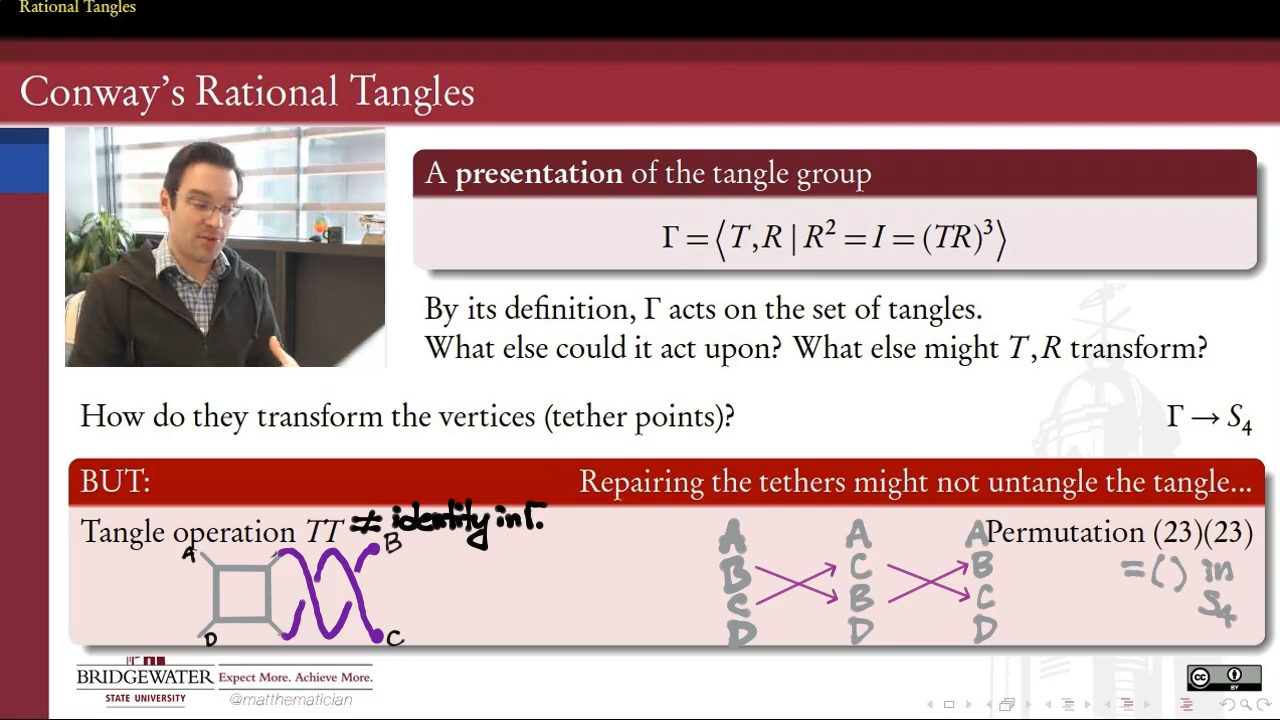 Rational Tangles
Conway's Rational Tangles
A presentation of the tangle group
Γ = ⟨T, R | R² = I = (TR)³⟩
By its definition, Γ acts on the set of tangles.
What else could it act upon? What else might T, R transform?
How do they transform the vertices (tether points)? Γ → S₄
BUT: Repairing the tethers might not untangle the tangle...
Tangle operation TT ≠ identity in Γ. Permutation (23)(23)
= () in S₄
A B
D C
A A A
B C B
C B C
D D D
BRIDGEWATER
STATE UNIVERSITY
Expect More. Achieve More.
@matthematician
CC BY